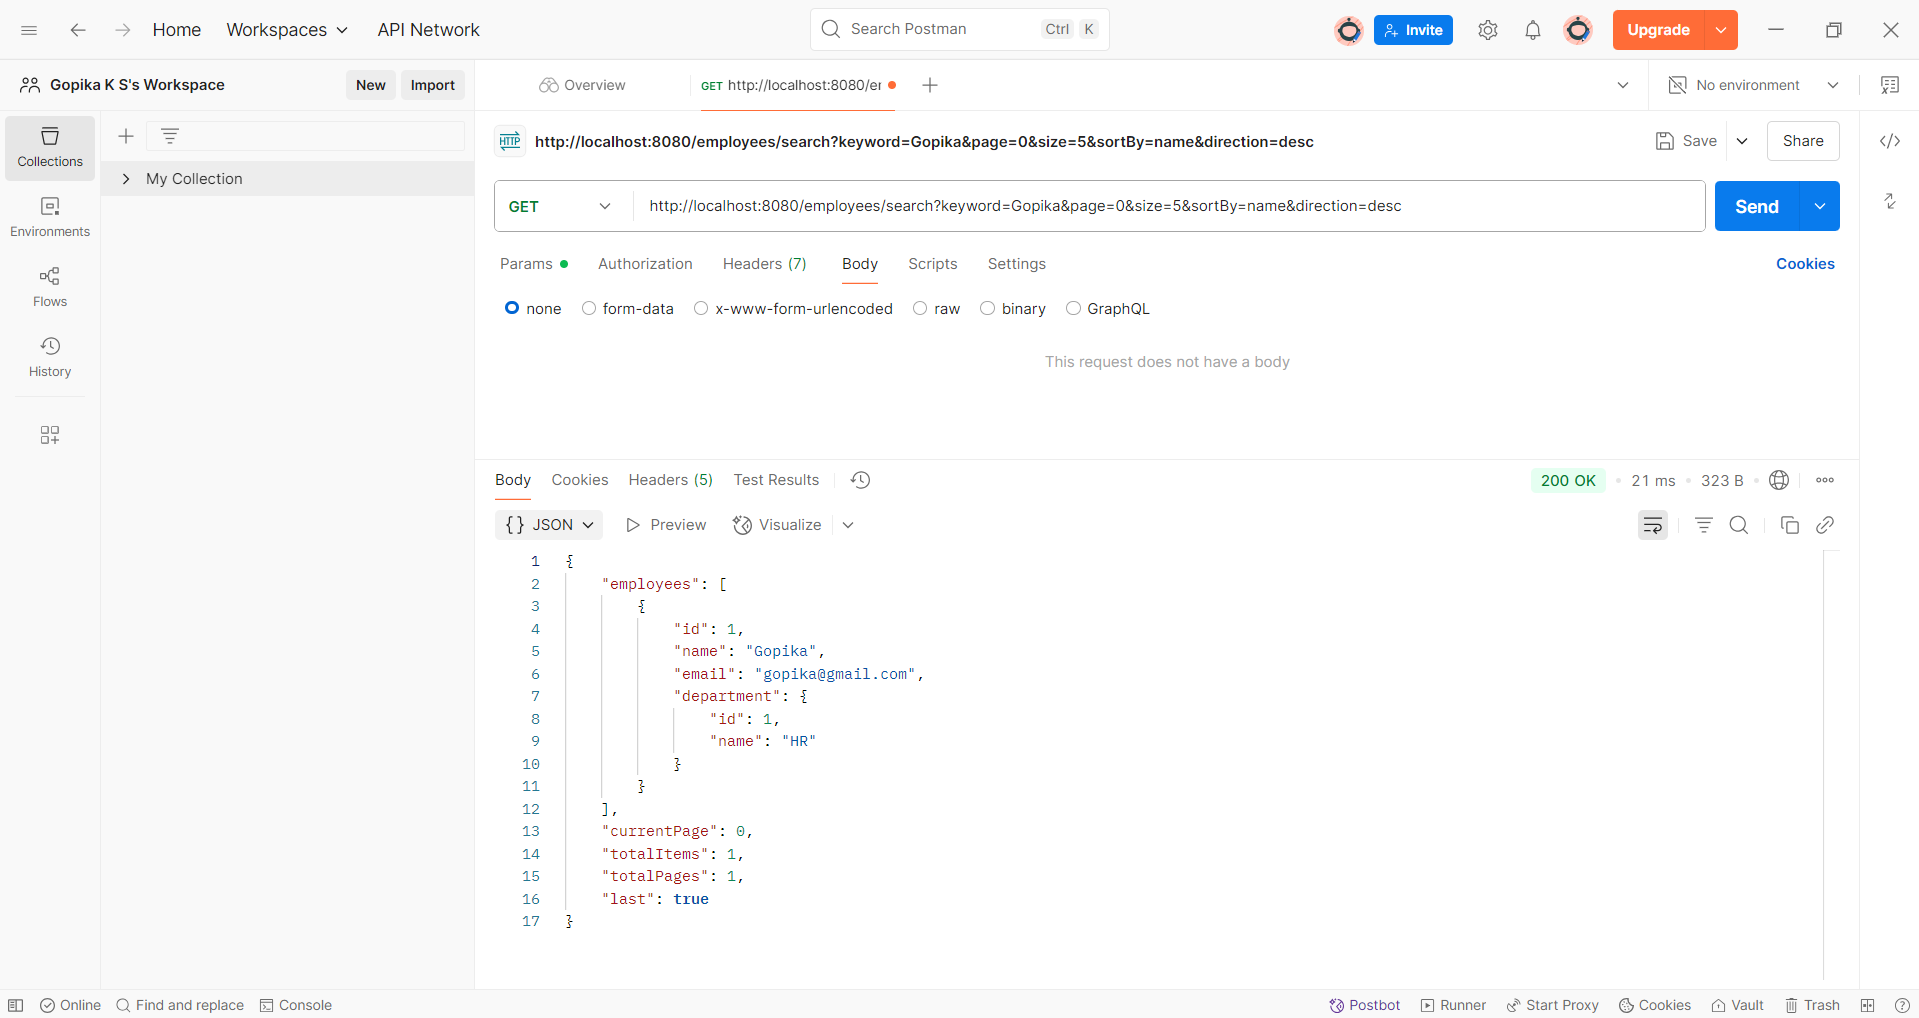 Home Workspaces API Network Search Postman Ctrl K Invite Upgrade
Gopika K S's Workspace New Import Overview GET http://localhost:8080/er No environment
Collections
Environments
Flows
History
My Collection
HTTP http://localhost:8080/employees/search?keyword=Gopika&page=0&size=5&sortBy=name&direction=desc Save Share
GET http://localhost:8080/employees/search?keyword=Gopika&page=0&size=5&sortBy=name&direction=desc Send
Params Authorization Headers (7) Body Scripts Settings Cookies
none form-data x-www-form-urlencoded raw binary GraphQL
This request does not have a body
Body Cookies Headers (5) Test Results 200 OK 21 ms 323 B
{} JSON Preview Visualize
1 {
2 "employees": [
3 {
4 "id": 1,
5 "name": "Gopika",
6 "email": "gopika@gmail.com",
7 "department": {
8 "id": 1,
9 "name": "HR"
10 }
11 }
12 ],
13 "currentPage": 0,
14 "totalItems": 1,
15 "totalPages": 1,
16 "last": true
17 }
Online Find and replace Console Postbot Runner Start Proxy Cookies Vault Trash